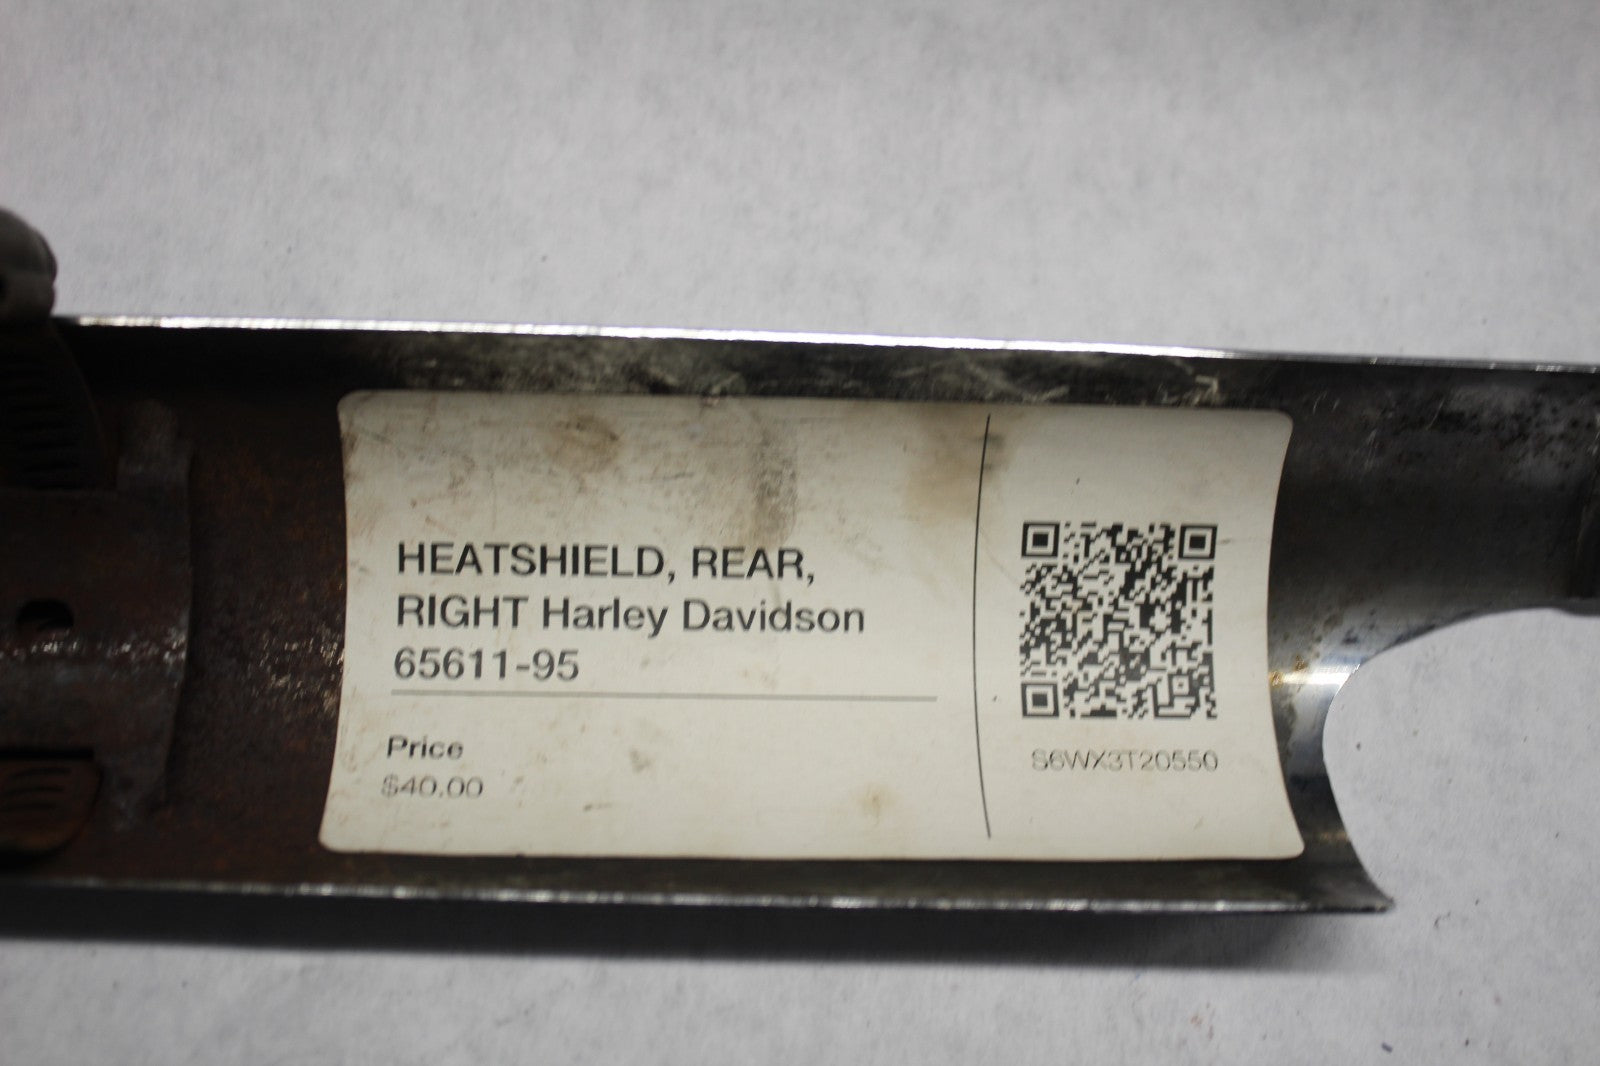 HEATSHIELD, REAR,
RIGHT Harley Davidson
65611-95
Price
$40.00
S6WX3T20550